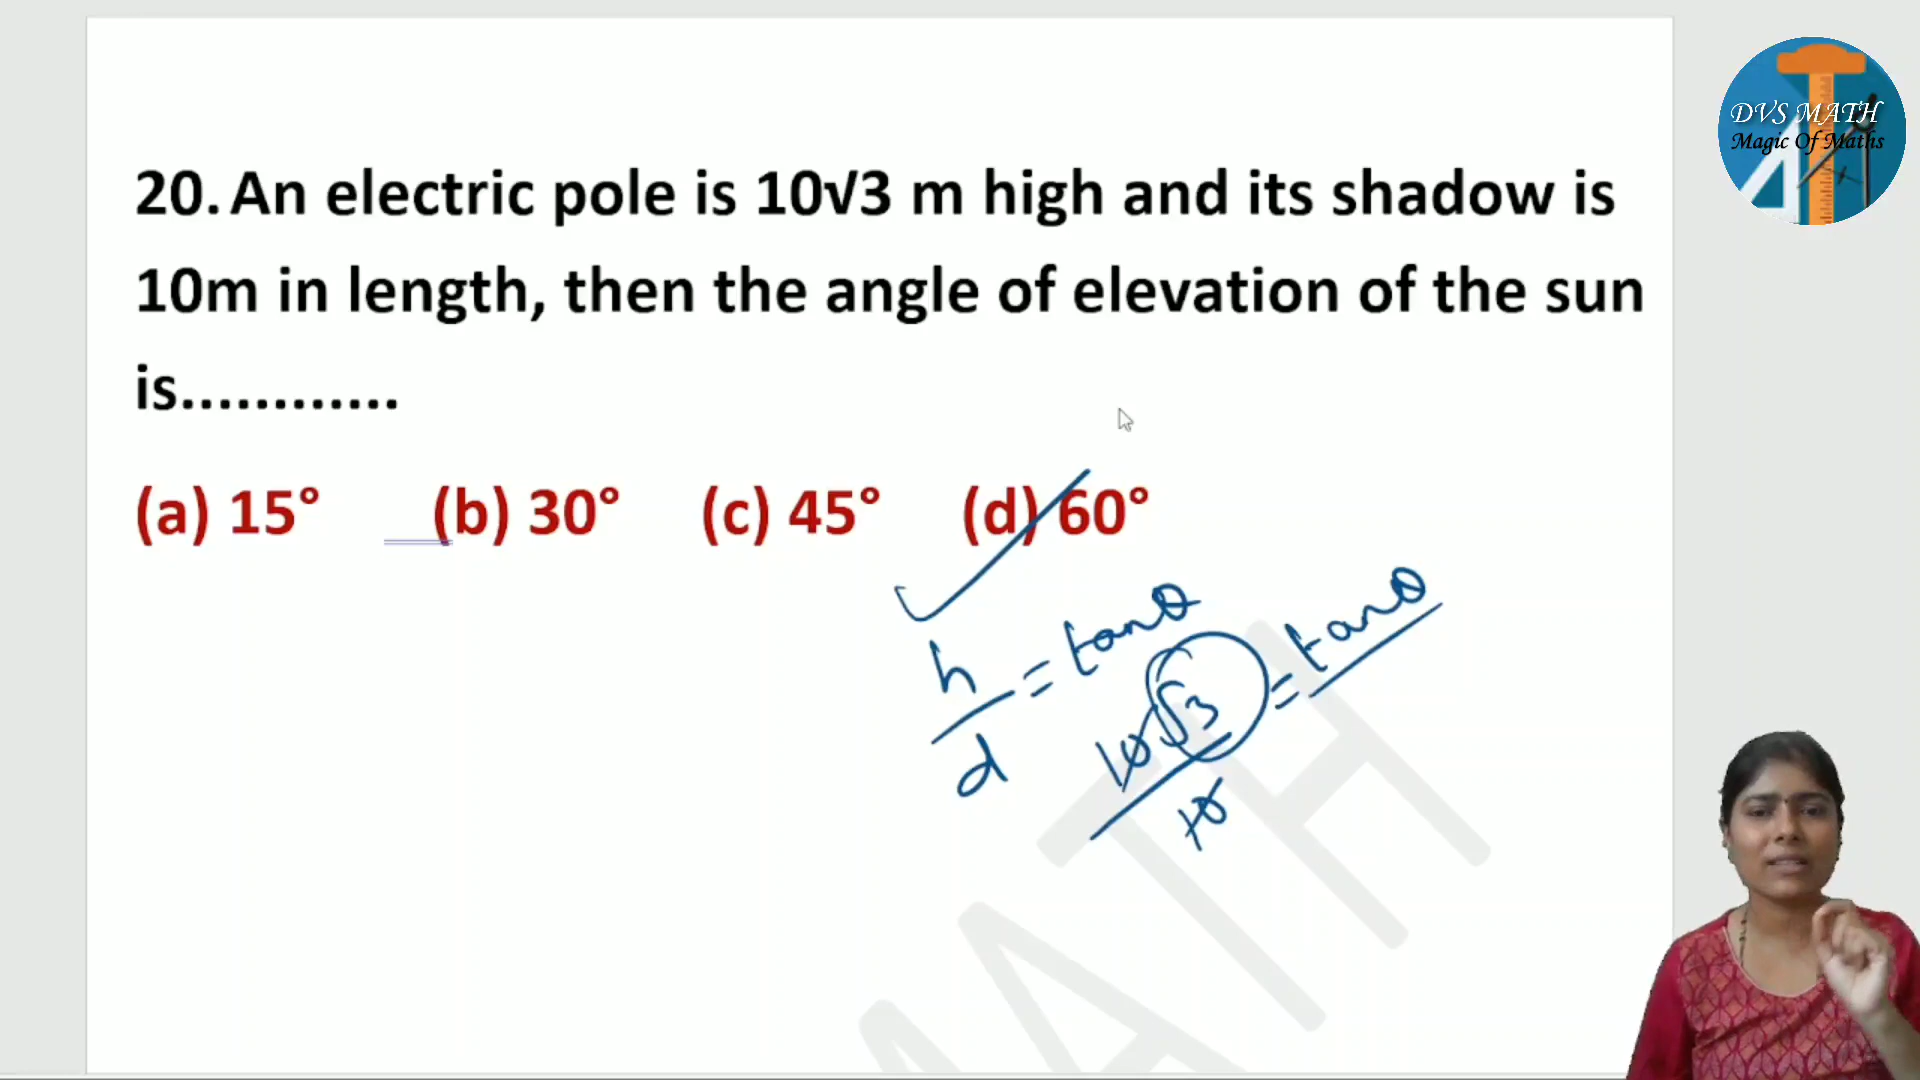 DVS MATH
Magic Of Maths
20. An electric pole is 10√3 m high and its shadow is
10m in length, then the angle of elevation of the sun
is............
(a) 15° (b) 30° (c) 45° (d) 60°
h/d = tanθ
10√3/10 = tanθ
MATH